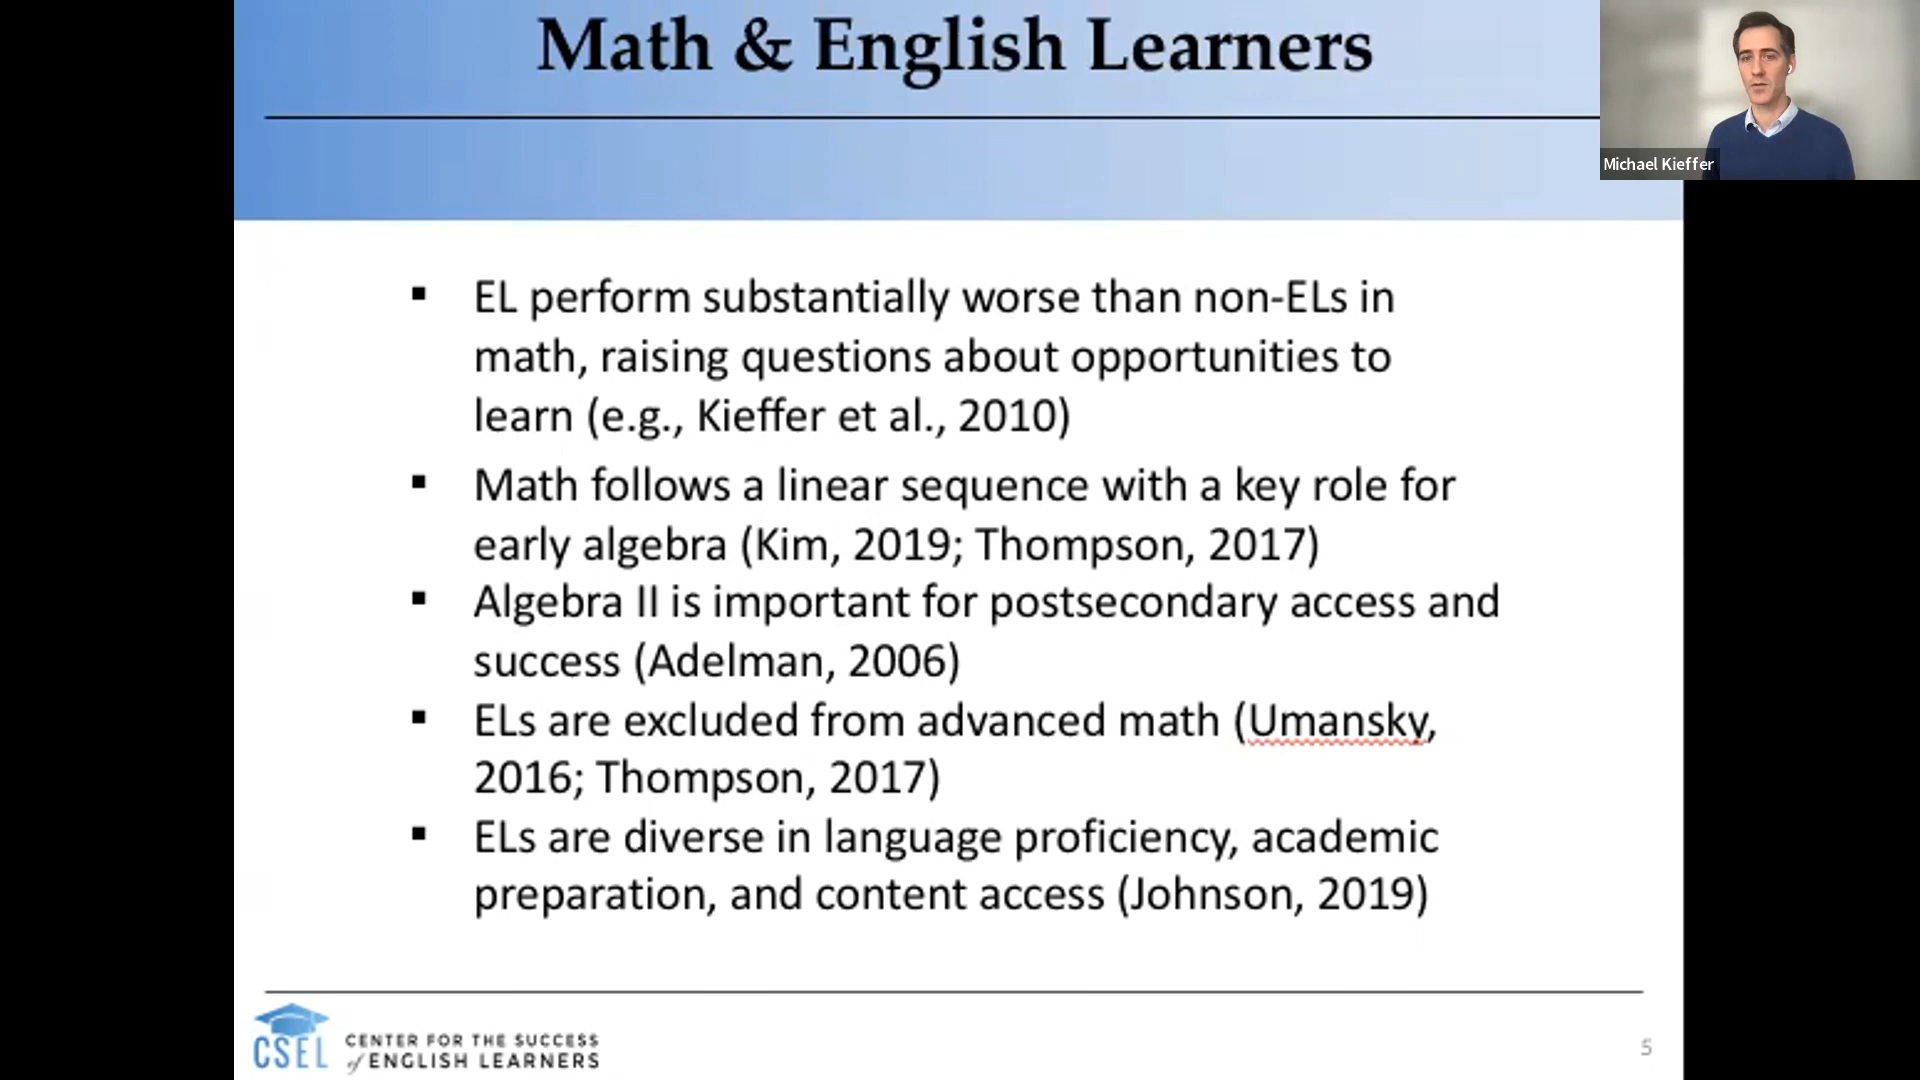 Math & English Learners
Michael Kieffer
▪ EL perform substantially worse than non-ELs in
math, raising questions about opportunities to
learn (e.g., Kieffer et al., 2010)
▪ Math follows a linear sequence with a key role for
early algebra (Kim, 2019; Thompson, 2017)
▪ Algebra II is important for postsecondary access and
success (Adelman, 2006)
▪ ELs are excluded from advanced math (Umansky,
2016; Thompson, 2017)
▪ ELs are diverse in language proficiency, academic
preparation, and content access (Johnson, 2019)
CSEL
CENTER FOR THE SUCCESS
of ENGLISH LEARNERS
5